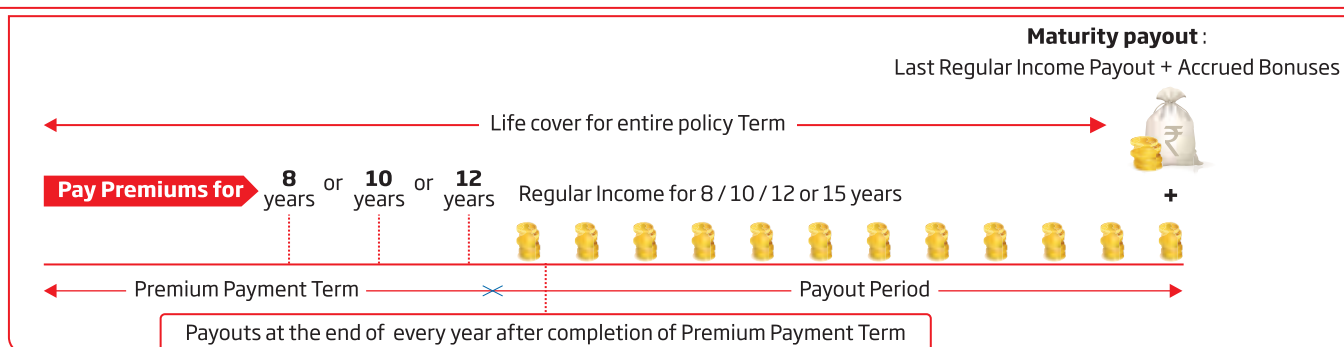 Maturity payout :
Last Regular Income Payout + Accrued Bonuses
Life cover for entire policy Term
₹
Pay Premiums for
8 or 10 or 12
years years years
Regular Income for 8 / 10 / 12 or 15 years
+
Premium Payment Term
Payout Period
Payouts at the end of every year after completion of Premium Payment Term